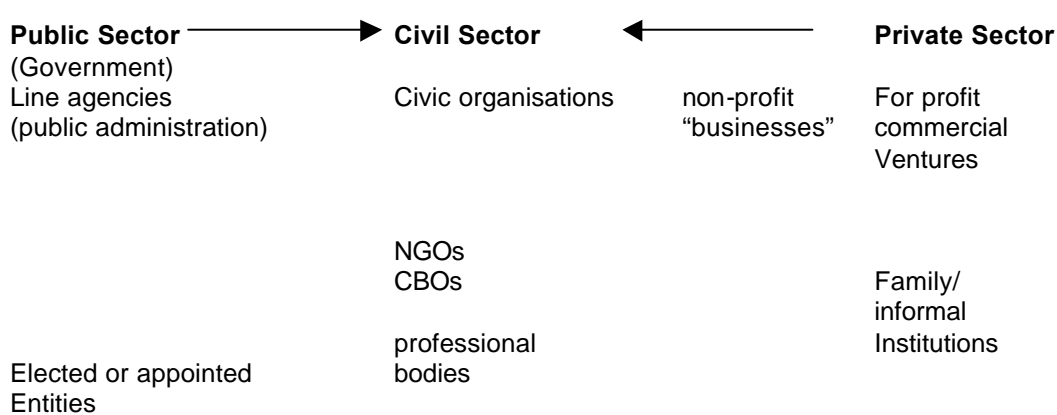 Public Sector Civil Sector Private Sector
(Government)
Line agencies Civic organisations non-profit For profit
(public administration) “businesses” commercial
Ventures
NGOs
CBOs Family/
informal
professional Institutions
Elected or appointed bodies
Entities